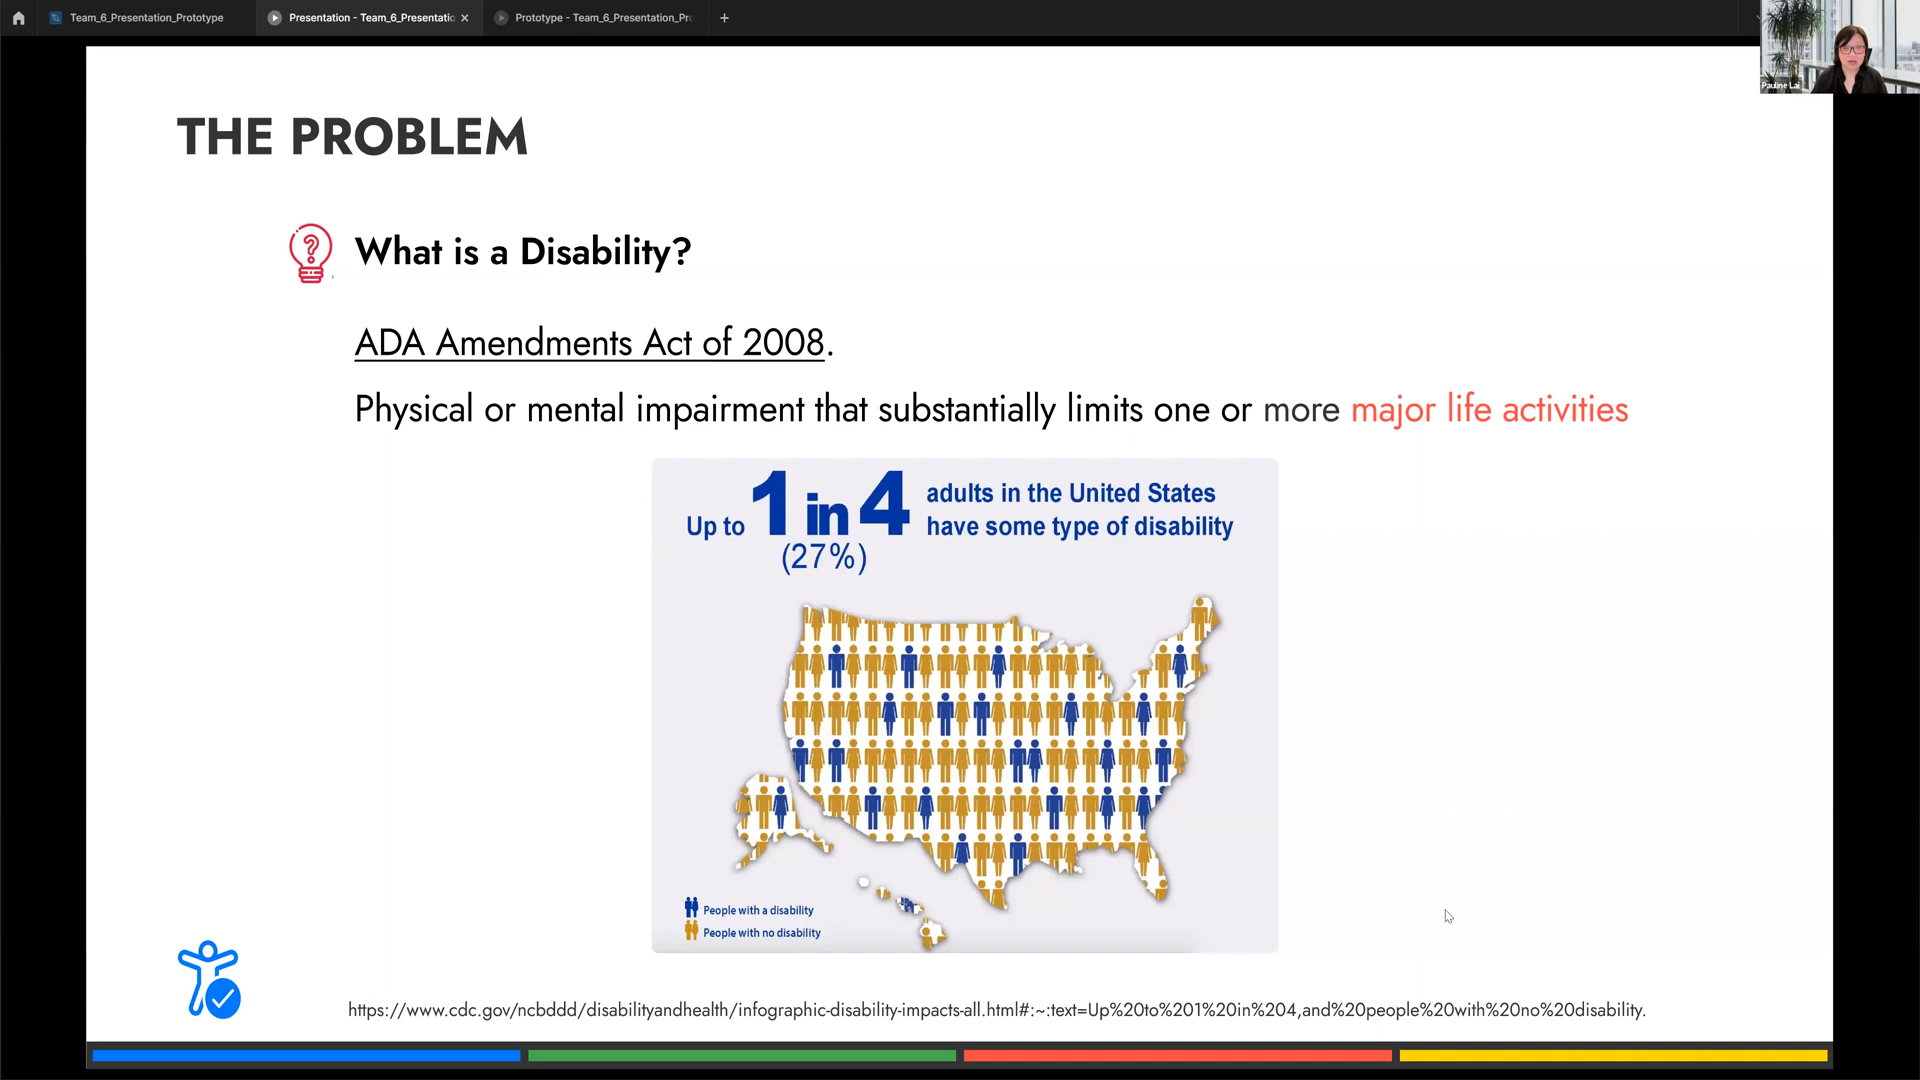 Team_6_Presentation_Prototype
Presentation - Team_6_Presentatio
Prototype - Team_6_Presentation_Pr
Pauline Lai
THE PROBLEM
What is a Disability?
ADA Amendments Act of 2008.
Physical or mental impairment that substantially limits one or more major life activities
Up to 1 in 4 (27%)
adults in the United States
have some type of disability
People with a disability
People with no disability
https://www.cdc.gov/ncbddd/disabilityandhealth/infographic-disability-impacts-all.html#:~:text=Up%20to%201%20in%204,and%20people%20with%20no%20disability.